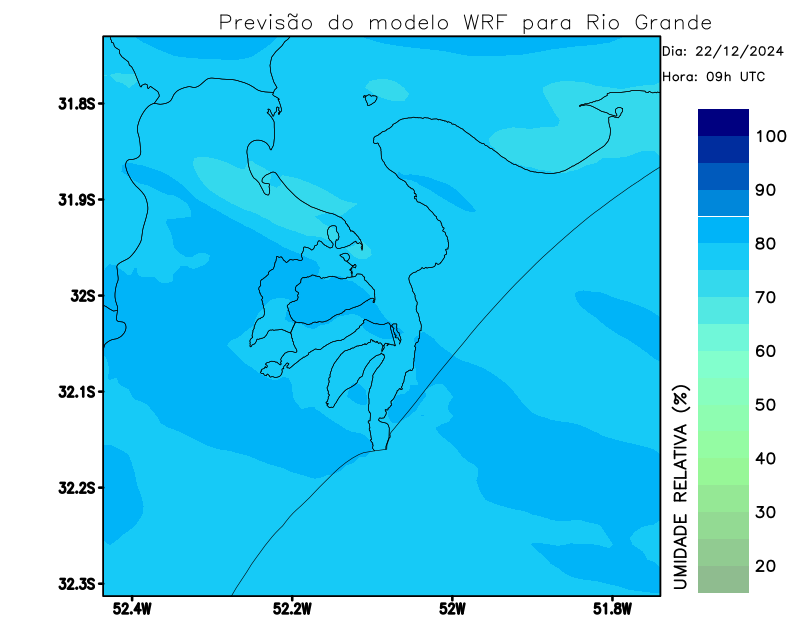 Previsão do modelo WRF para Rio Grande
Dia: 22/12/2024
Hora: 09h UTC
31.8S
31.9S
32S
32.1S
32.2S
32.3S
52.4W
52.2W
52W
51.8W
100
90
80
70
60
50
40
30
20
UMIDADE RELATIVA (%)